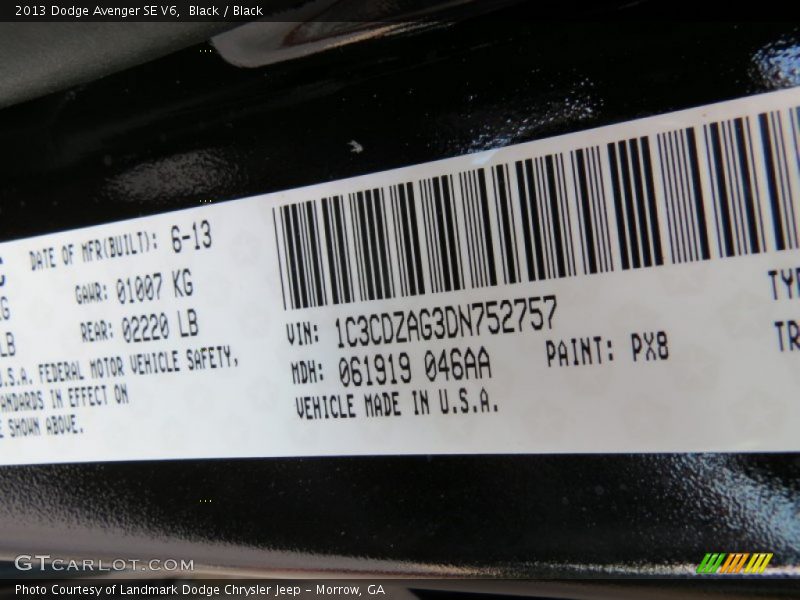 2013 Dodge Avenger SE V6, Black / Black
DATE OF MFR(BUILT): 6-13
GAWR: 01007 KG
REAR: 02220 LB
U.S.A. FEDERAL MOTOR VEHICLE SAFETY,
IN EFFECT ON
SHOWN ABOVE.
VIN: 1C3CDZAG3DN752757
MDH: 061919 046AA
PAINT: PX8
VEHICLE MADE IN U.S.A.
GTCARLOT.COM
Photo Courtesy of Landmark Dodge Chrysler Jeep – Morrow, GA